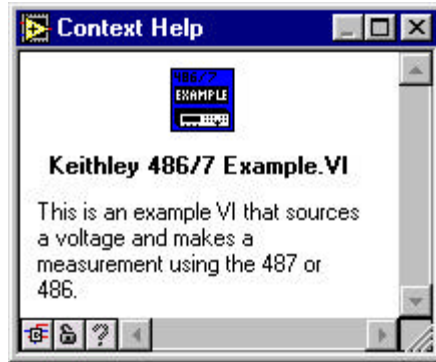 Context Help
486/7
EXAMPLE
Keithley 486/7 Example.VI
This is an example VI that sources
a voltage and makes a
measurement using the 487 or
486.
?